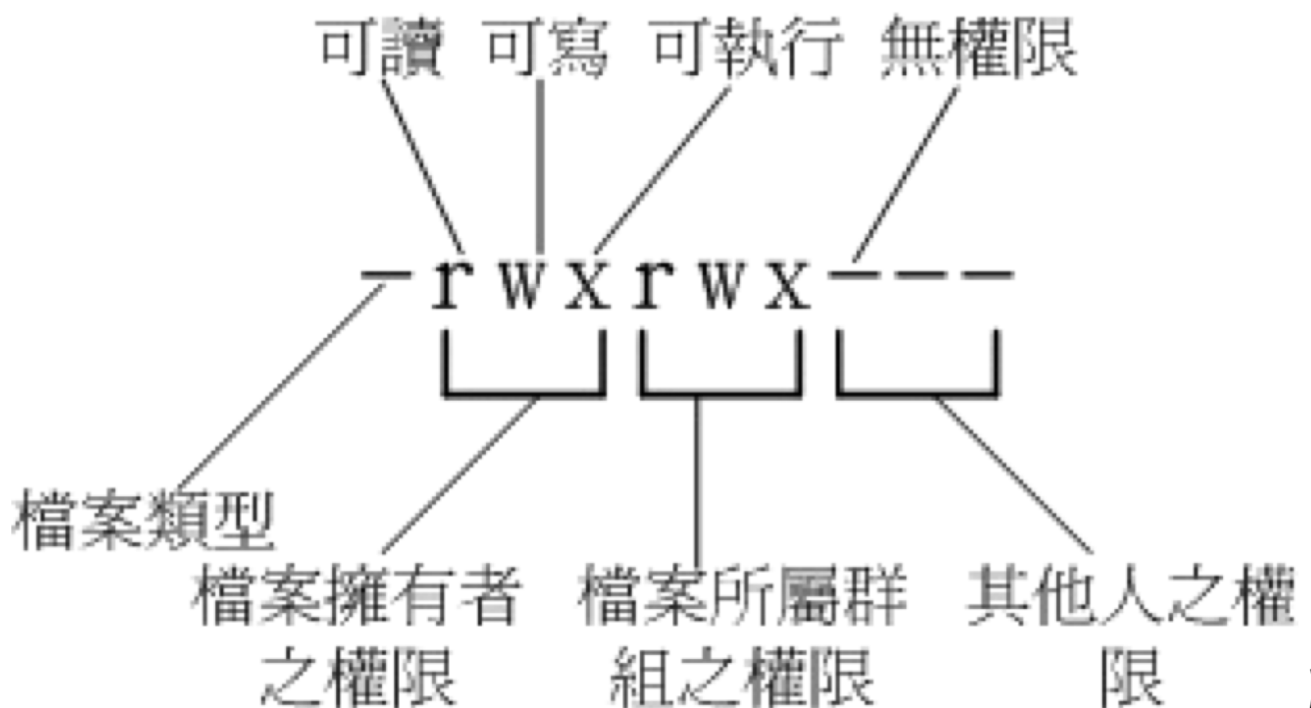 可讀 可寫 可執行 無權限
-rwxrwx---
檔案類型
檔案擁有者
之權限
檔案所屬群
組之權限
其他人之權
限